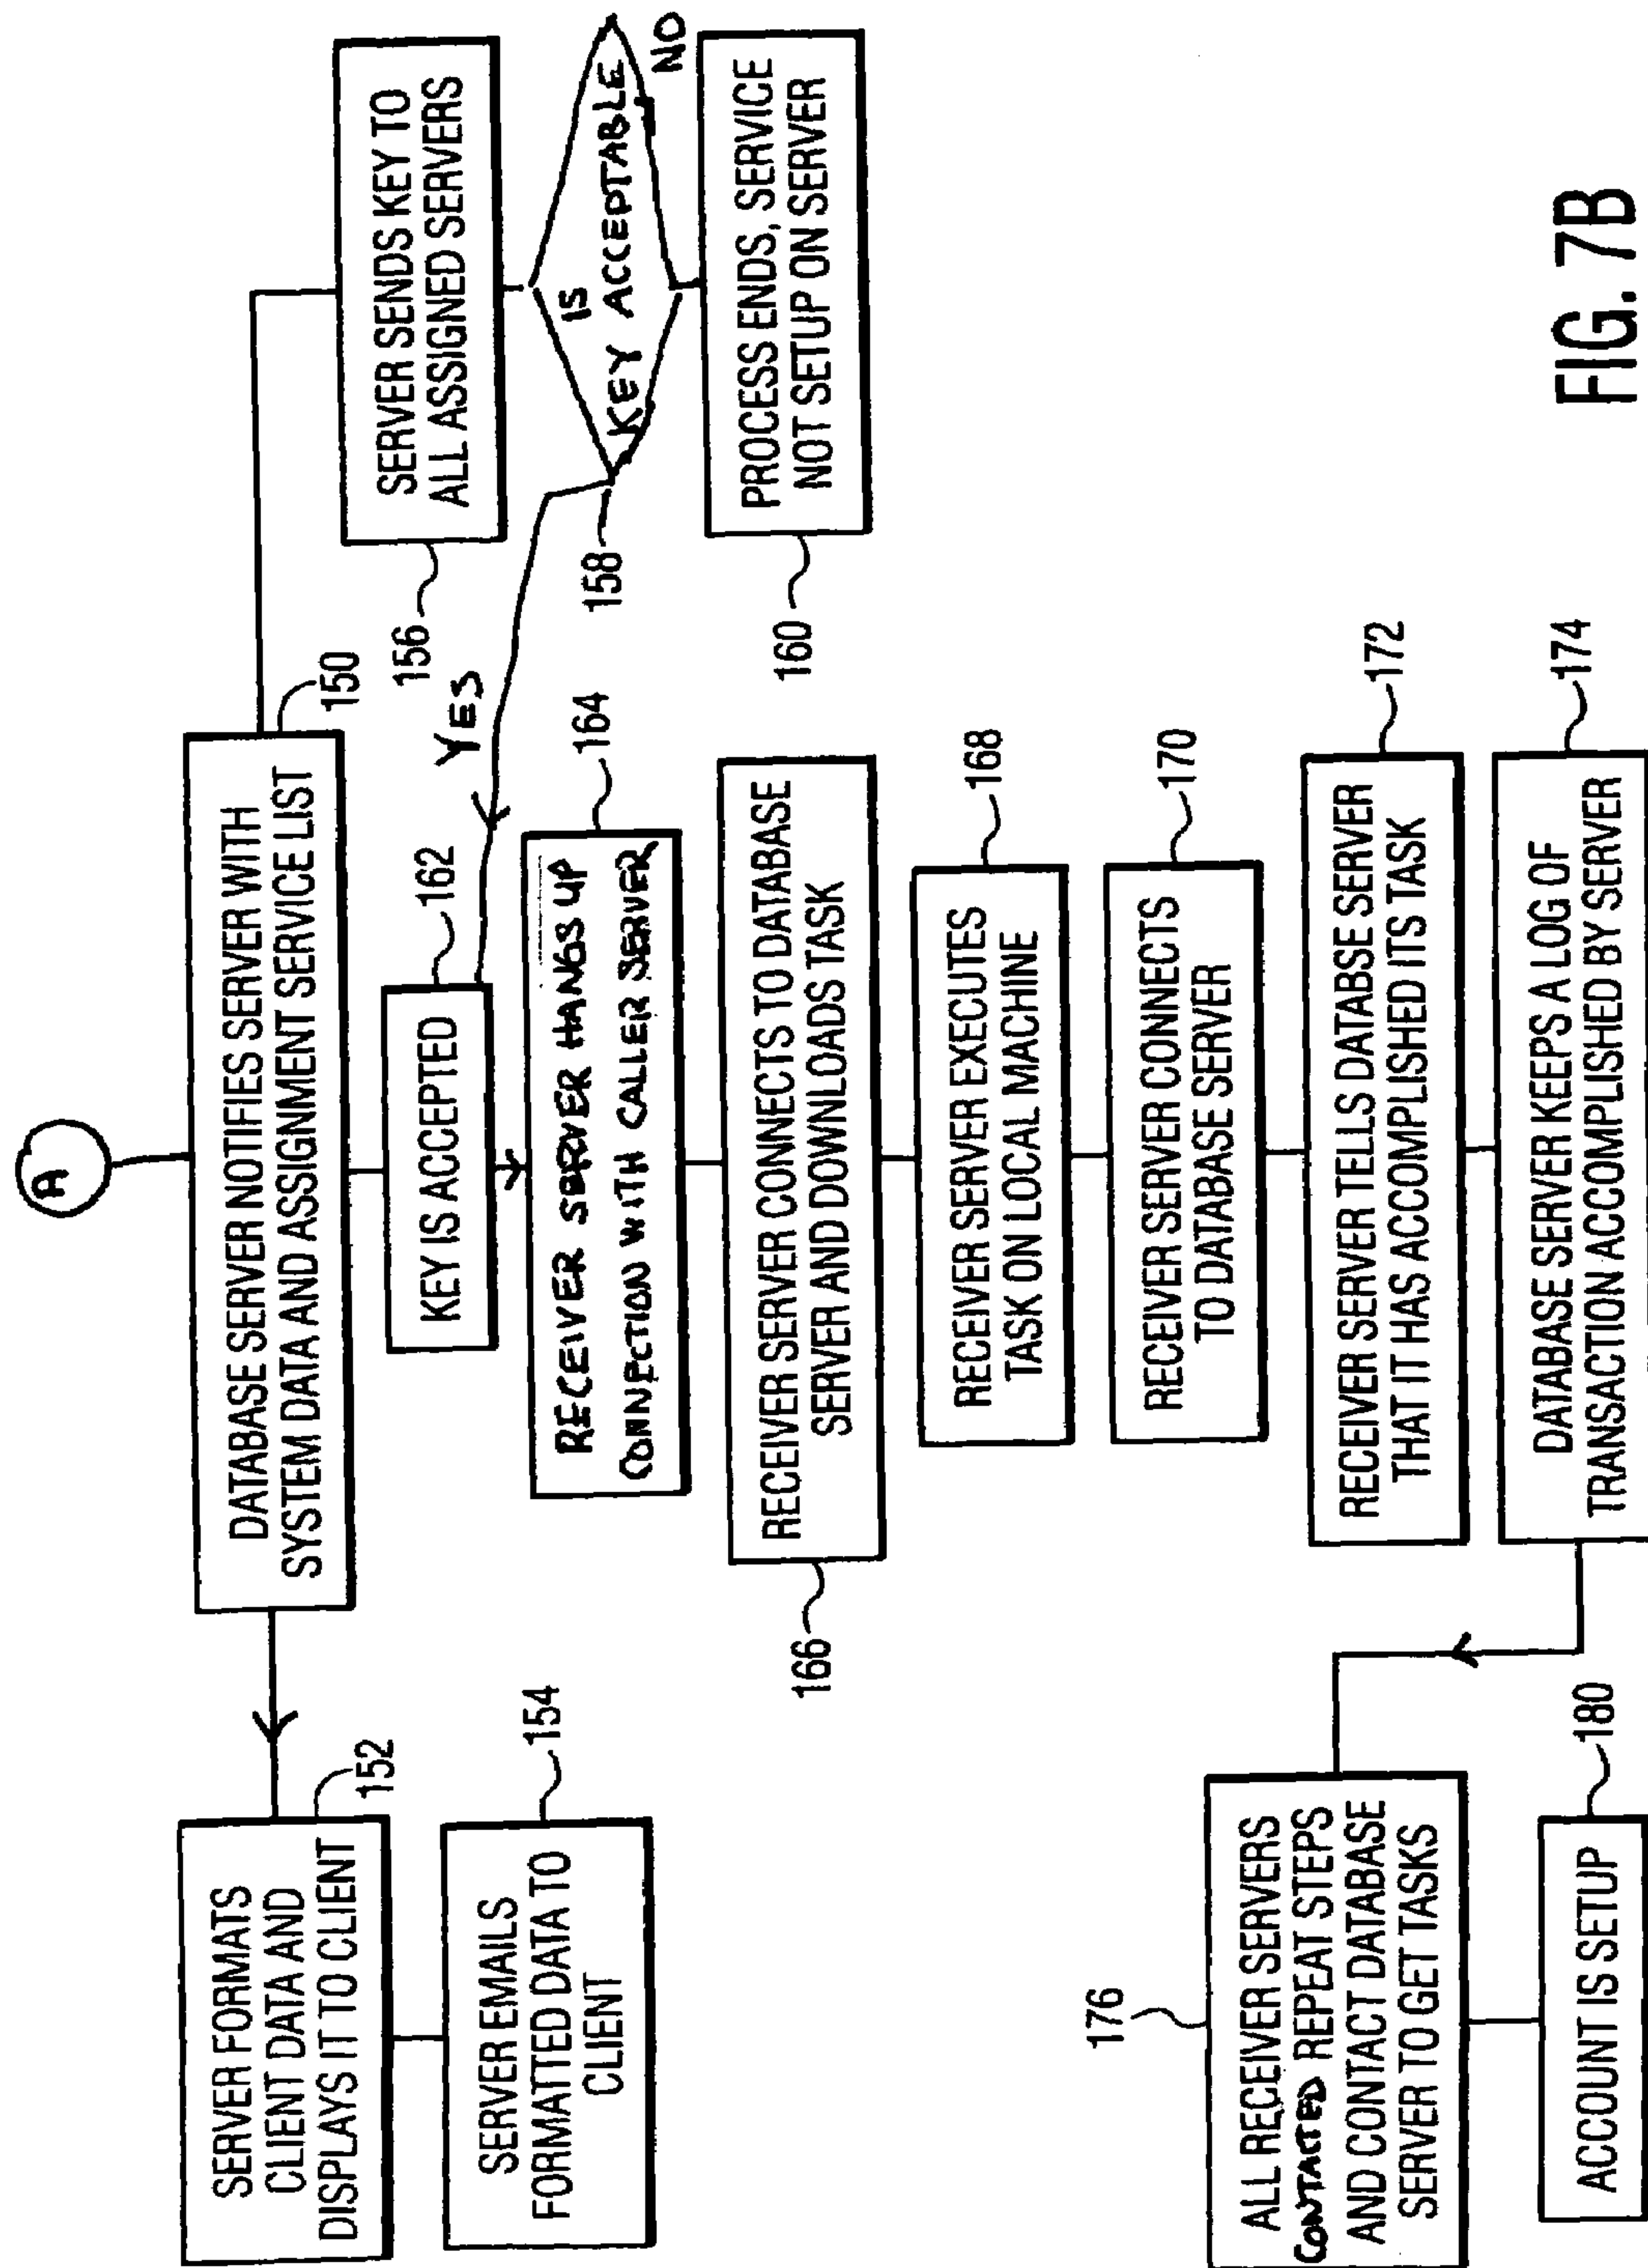 A
DATABASE SERVER NOTIFIES SERVER WITH
SYSTEM DATA AND ASSIGNMENT SERVICE LIST
150
SERVER FORMATS
CLIENT DATA AND
DISPLAYS IT TO CLIENT
152
SERVER EMAILS
FORMATTED DATA TO
CLIENT
154
SERVER SENDS KEY TO
ALL ASSIGNED SERVERS
156
IS
KEY ACCEPTABLE
158
NO
YES
PROCESS ENDS, SERVICE
NOT SETUP ON SERVER
160
KEY IS ACCEPTED
162
RECEIVER SERVER HANGS UP
CONNECTION WITH CALLER SERVER
164
RECEIVER SERVER CONNECTS TO DATABASE
SERVER AND DOWNLOADS TASK
166
RECEIVER SERVER EXECUTES
TASK ON LOCAL MACHINE
168
RECEIVER SERVER CONNECTS
TO DATABASE SERVER
170
RECEIVER SERVER TELLS DATABSE SERVER
THAT IT HAS ACCOMPLISHED ITS TASK
172
DATABASE SERVER KEEPS A LOG OF
TRANSACTION ACCOMPLISHED BY SERVER
174
176
ALL RECEIVER SERVERS
CONTACTED REPEAT STEPS
AND CONTACT DATABASE
SERVER TO GET TASKS
ACCOUNT IS SETUP
180
FIG. 7B